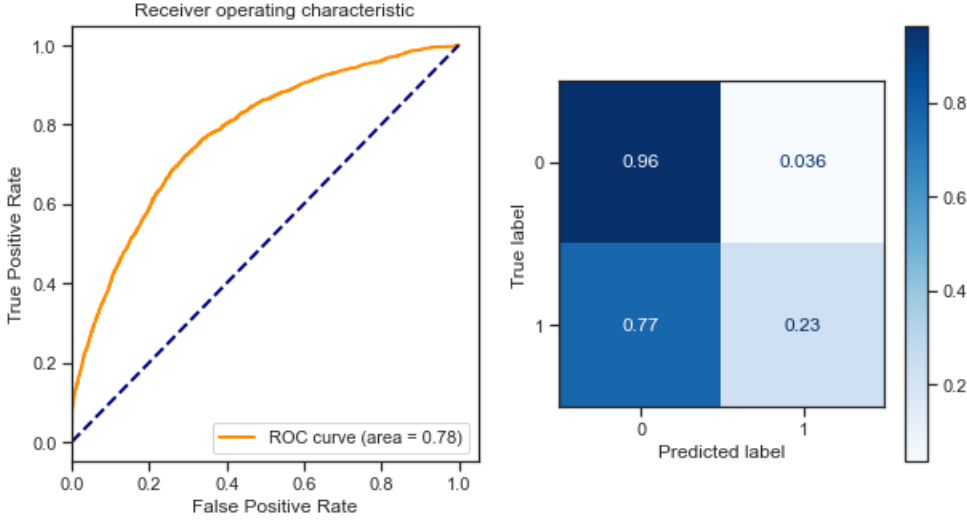 Receiver operating characteristic
True Positive Rate
1.0
0.8
0.6
0.4
0.2
0.0
ROC curve (area = 0.78)
0.0 0.2 0.4 0.6 0.8 1.0
False Positive Rate
True label
0
0.96 0.036
1
0.77 0.23
0 1
Predicted label
0.8
0.6
0.4
0.2